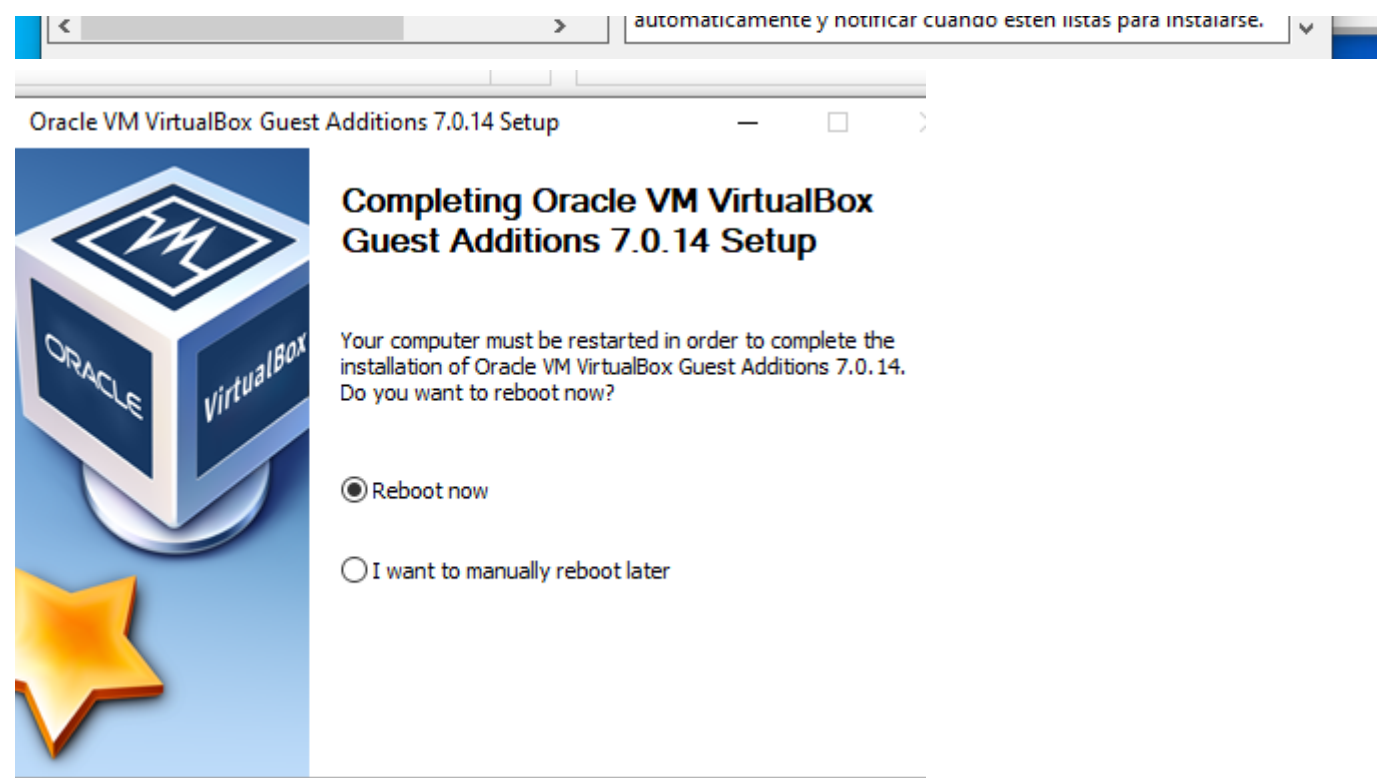 automáticamente y notificar cuando estén listas para instalarse.
Oracle VM VirtualBox Guest Additions 7.0.14 Setup
Completing Oracle VM VirtualBox
Guest Additions 7.0.14 Setup
ORACLE
VirtualBox
Your computer must be restarted in order to complete the
installation of Oracle VM VirtualBox Guest Additions 7.0.14.
Do you want to reboot now?
Reboot now
I want to manually reboot later